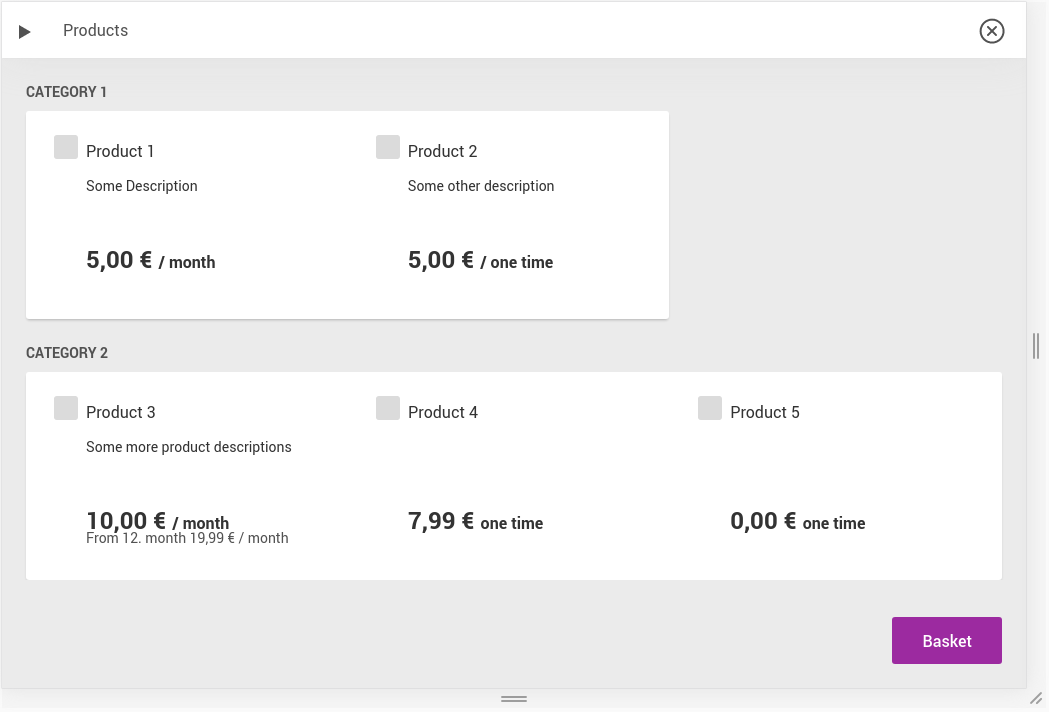 Products
CATEGORY 1
Product 1
Product 2
Some Description
Some other description
5,00 € / month
5,00 € / one time
CATEGORY 2
Product 3
Product 4
Product 5
Some more product descriptions
10,00 € / month
7,99 € one time
0,00 € one time
From 12. month 19,99 € / month
Basket